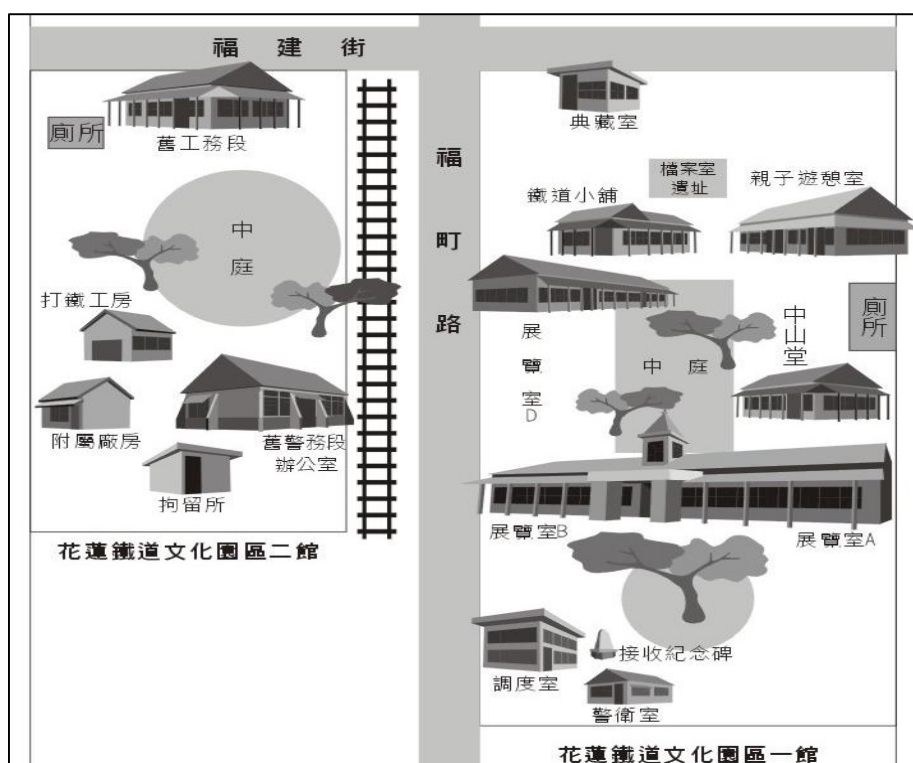 福建街
福町路
廁所
舊工務段
中庭
打鐵工房
附屬廠房
舊警務段
辦公室
拘留所
花蓮鐵道文化園區二館
典藏室
檔案室
遺址
鐵道小舖
親子遊憩室
展覽室D
中庭
中山堂
廁所
展覽室B
展覽室A
接收紀念碑
調度室
警衛室
花蓮鐵道文化園區一館